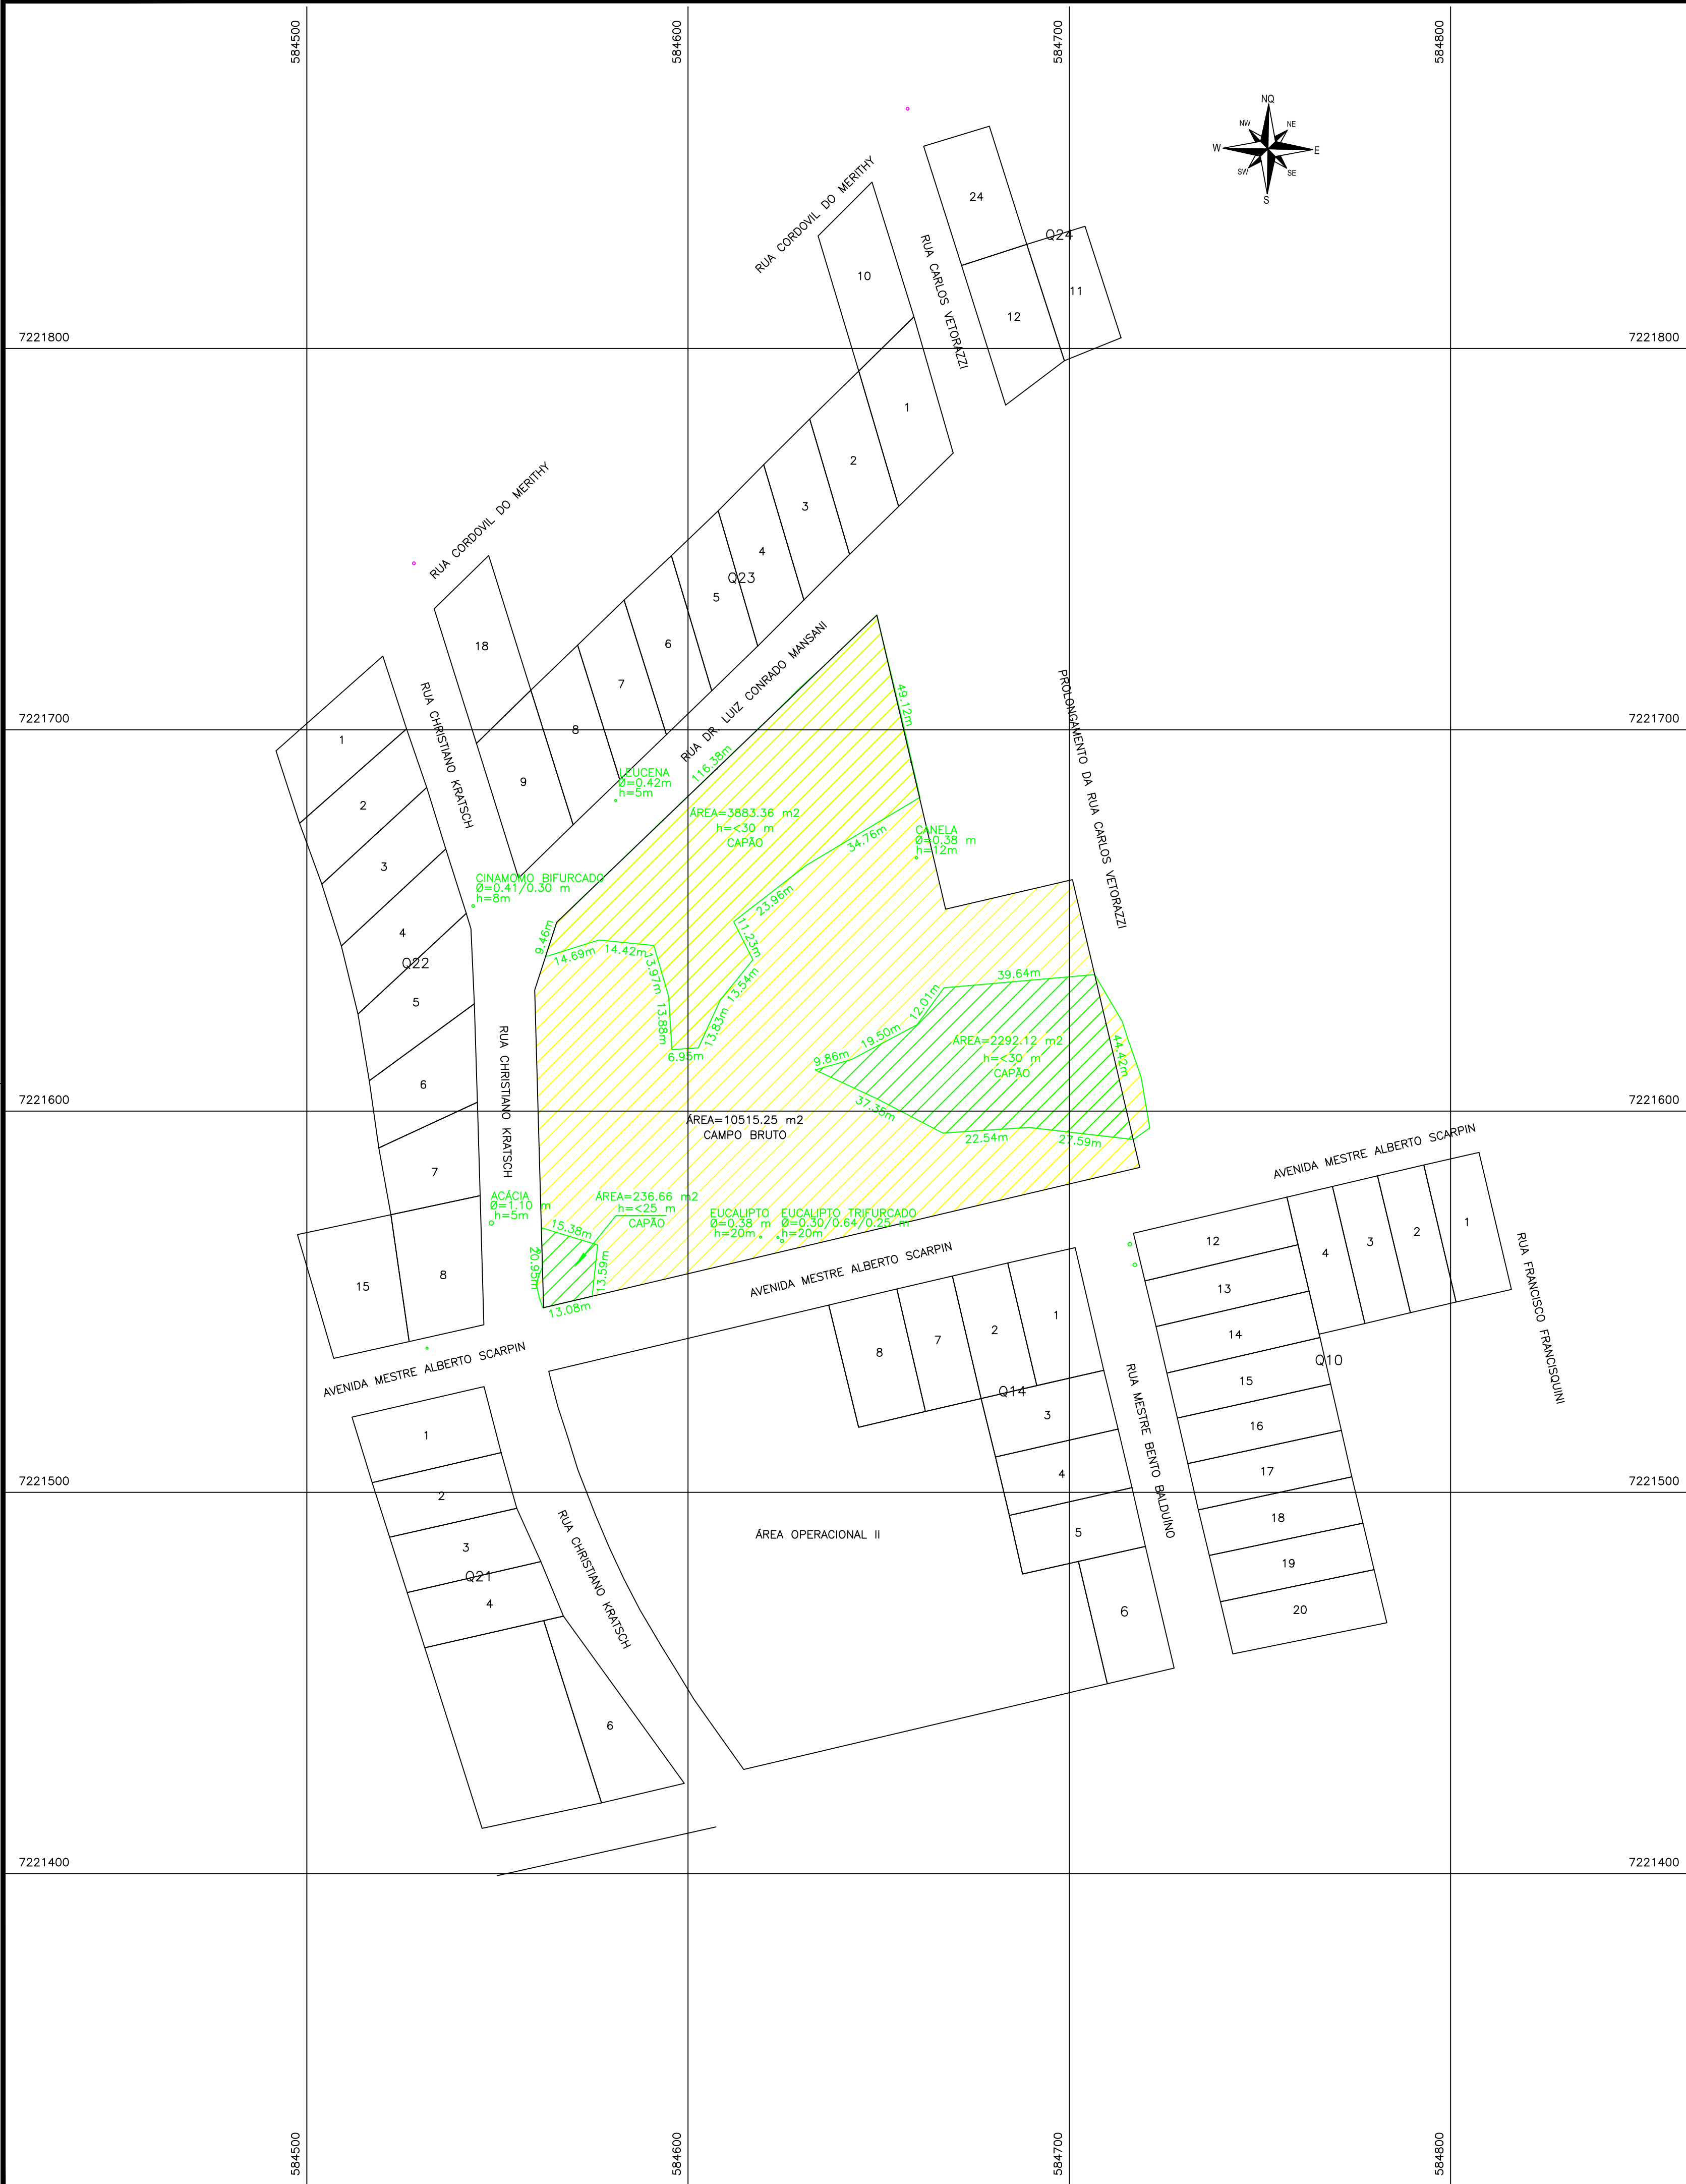 584500
584600
584700
584800
NQ
NW
NE
W
E
SW
SE
S
RUA CORDOVIL DO MERITHY
24
Q24
10
RUA CARLOS VETORAZZI
11
12
7221800
7221800
1
2
3
4
Q23
5
6
7
8
9
18
RUA CORDOVIL DO MERITHY
RUA DR. LUIZ CONRADO MANSANI
RUA CHRISTIANO KRATSCH
PROLONGAMENTO DA RUA CARLOS VETORAZZI
7221700
7221700
1
2
3
4
Q22
5
6
7
8
15
LEUCENA
Ø=0.42m
h=5m
116.38m
49.12m
ÁREA=3883.36 m2
h=<30 m
CAPÃO
34.76m
CANELA
Ø=0.38 m
h=12m
CINAMOMO BIFURCADO
Ø=0.41/0.30 m
h=8m
23.96m
11.23m
9.46m
14.69m
14.42m
13.97m
13.54m
13.88m
13.83m
6.95m
39.64m
12.01m
19.50m
9.86m
ÁREA=2292.12 m2
h=<30 m
CAPÃO
44.42m
37.35m
22.54m
27.59m
RUA CHRISTIANO KRATSCH
7221600
7221600
ÁREA=10515.25 m2
CAMPO BRUTO
ACÁCIA
Ø=1.10 m
h=5m
ÁREA=236.66 m2
h=<25 m
CAPÃO
15.38m
20.95m
13.59m
13.08m
EUCALIPTO
Ø=0.38 m
h=20m
EUCALIPTO TRIFURCADO
Ø=0.30/0.64/0.25 m
h=20m
AVENIDA MESTRE ALBERTO SCARPIN
AVENIDA MESTRE ALBERTO SCARPIN
AVENIDA MESTRE ALBERTO SCARPIN
12
4
3
2
1
13
14
Q10
15
16
17
18
19
20
RUA FRANCISCO FRANCISQUINI
8
7
2
1
Q14
3
4
5
6
RUA MESTRE BENTO BALDUÍNO
7221500
7221500
ÁREA OPERACIONAL II
1
2
3
Q21
4
6
RUA CHRISTIANO KRATSCH
7221400
7221400
584500
584600
584700
584800